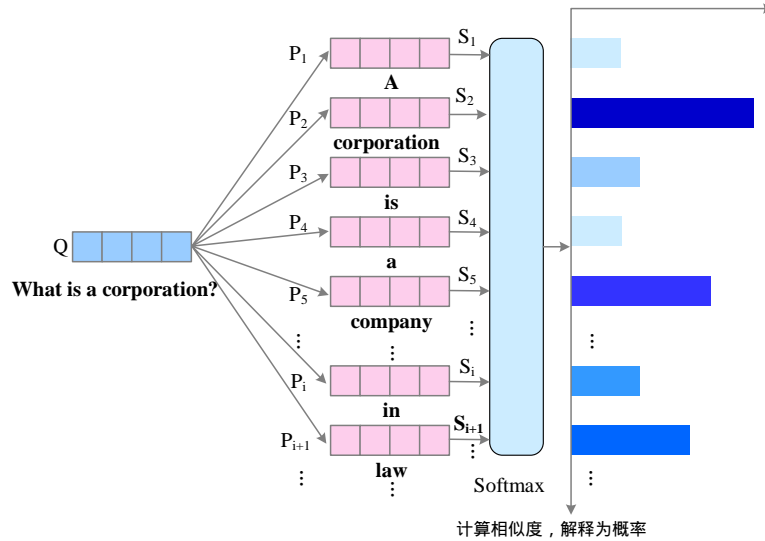 P1
S1
A
P2
S2
corporation
P3
S3
is
P4
S4
a
Q
What is a corporation?
P5
S5
company
⋮
⋮
⋮
⋮
Pi
Si
in
Pi+1
Si+1
law
⋮
⋮
⋮
⋮
Softmax
计算相似度，解释为概率